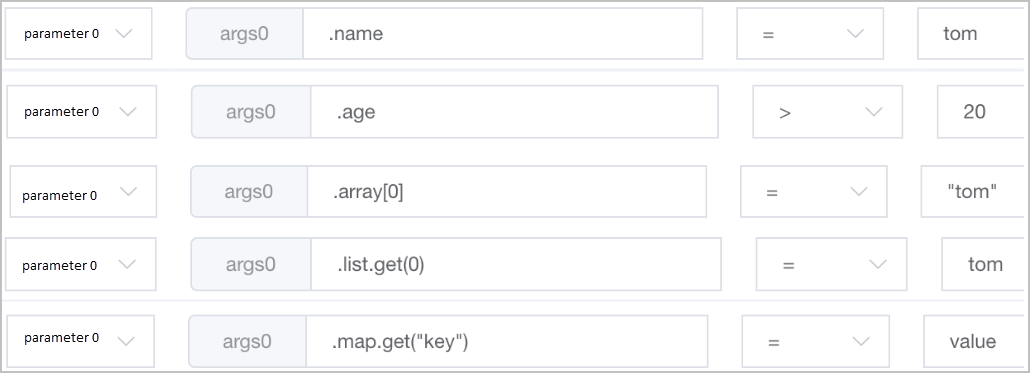 parameter 0 args0 .name = tom
parameter 0 args0 .age > 20
parameter 0 args0 .array[0] = "tom"
parameter 0 args0 .list.get(0) = tom
parameter 0 args0 .map.get("key") = value